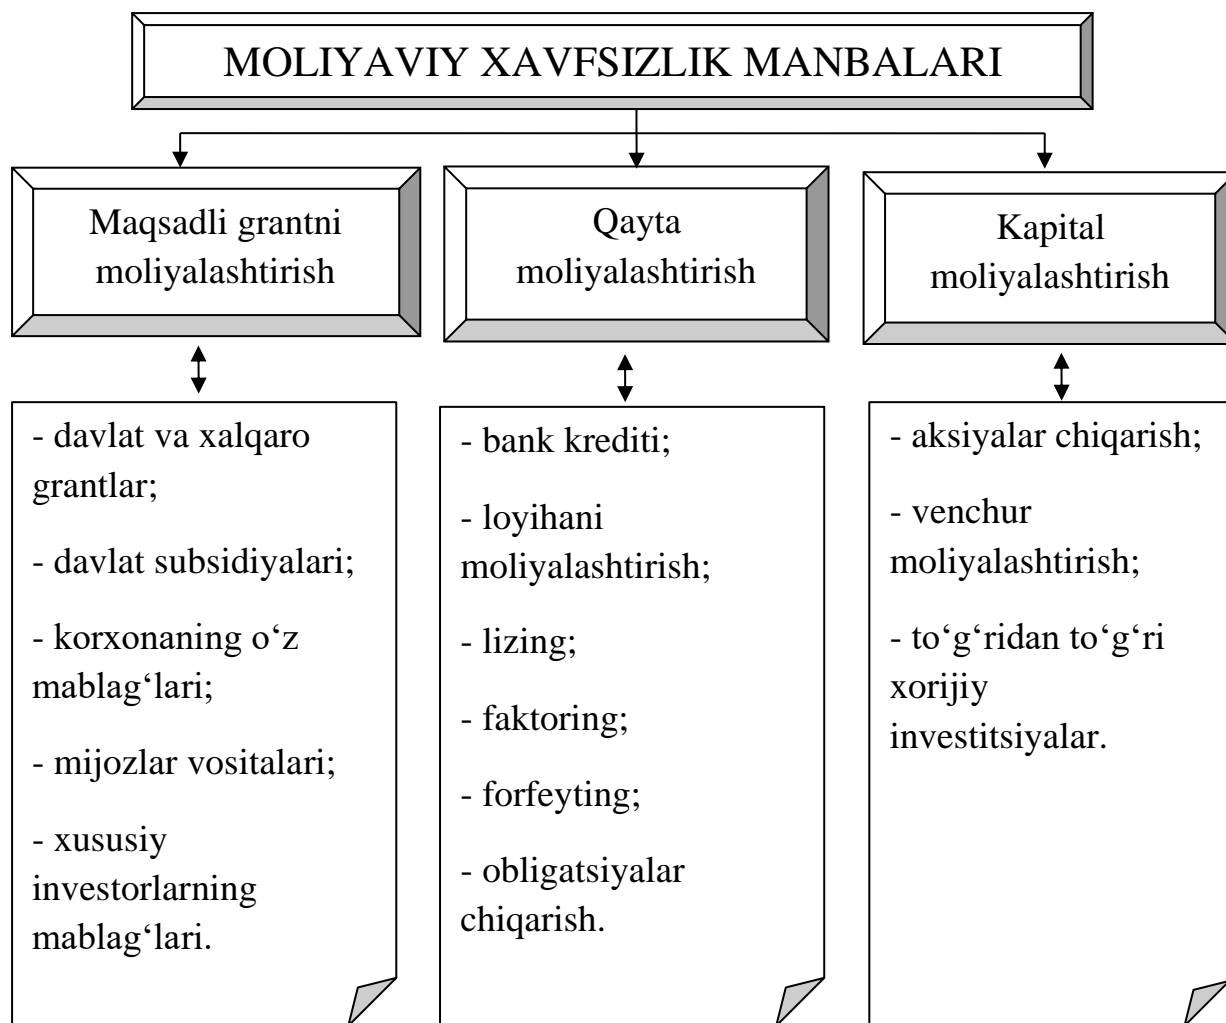 MOLIYAVIY XAVFSIZLIK MANBALARI
Maqsadli grantni
moliyalashtirish
Qayta
moliyalashtirish
Kapital
moliyalashtirish
- davlat va xalqaro
grantlar;
- davlat subsidiyalari;
- korxonaning o‘z
mablag‘lari;
- mijozlar vositalari;
- xususiy
investorlarning
mablag‘lari.
- bank krediti;
- loyihani
moliyalashtirish;
- lizing;
- faktoring;
- forfeyting;
- obligatsiyalar
chiqarish.
- aksiyalar chiqarish;
- venchur
moliyalashtirish;
- to‘g‘ridan to‘g‘ri
xorijiy
investitsiyalar.